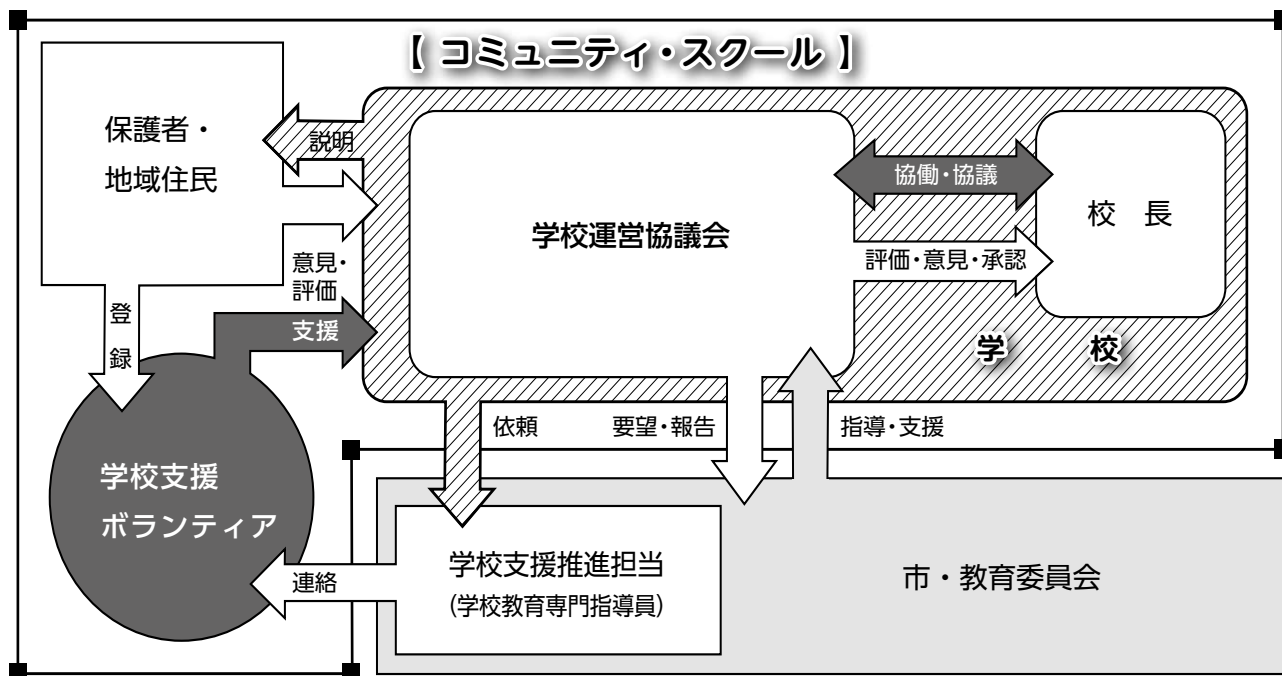 【 コミュニティ・スクール 】
保護者・
地域住民
説明
協働・協議
校 長
学校運営協議会
評価・意見・承認
意見・
評価
登
録
支援
学 校
依頼
要望・報告
指導・支援
学校支援
ボランティア
学校支援推進担当
(学校教育専門指導員)
連絡
市・教育委員会